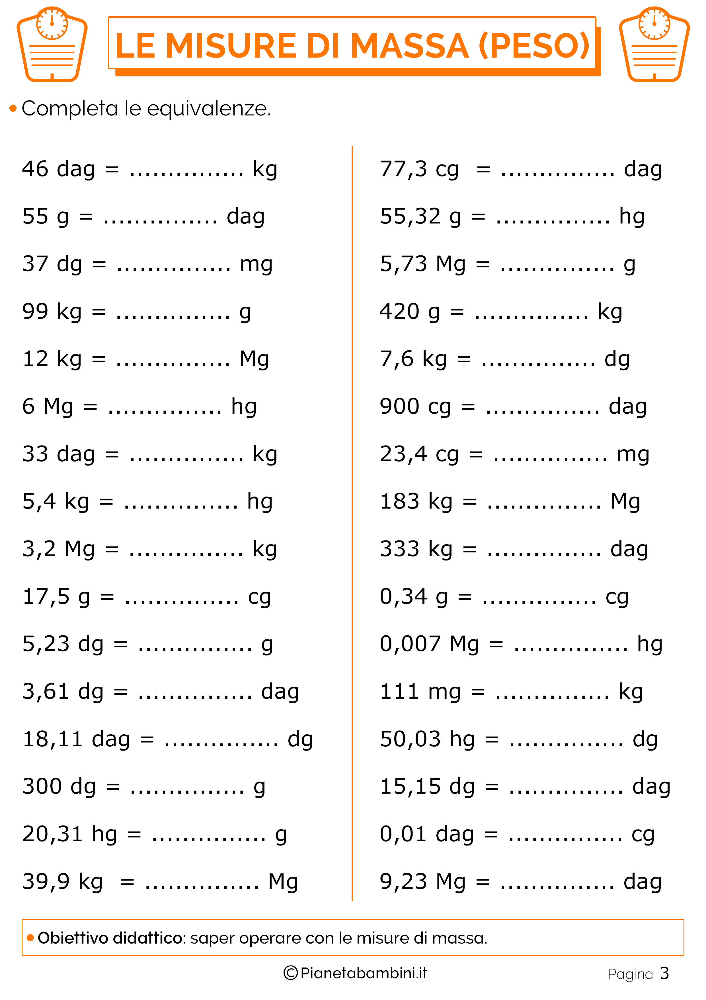 LE MISURE DI MASSA (PESO)
• Completa le equivalenze.
46 dag = ............... kg
55 g = ............... dag
37 dg = ............... mg
99 kg = ............... g
12 kg = ............... Mg
6 Mg = ............... hg
33 dag = ............... kg
5,4 kg = ............... hg
3,2 Mg = ............... kg
17,5 g = ............... cg
5,23 dg = ............... g
3,61 dg = ............... dag
18,11 dag = ............... dg
300 dg = ............... g
20,31 hg = ............... g
39,9 kg = ............... Mg
77,3 cg = ............... dag
55,32 g = ............... hg
5,73 Mg = ............... g
420 g = ............... kg
7,6 kg = ............... dg
900 cg = ............... dag
23,4 cg = ............... mg
183 kg = ............... Mg
333 kg = ............... dag
0,34 g = ............... cg
0,007 Mg = ............... hg
111 mg = ............... kg
50,03 hg = ............... dg
15,15 dg = ............... dag
0,01 dag = ............... cg
9,23 Mg = ............... dag
• Obiettivo didattico: saper operare con le misure di massa.
©Pianetabambini.it
Pagina 3